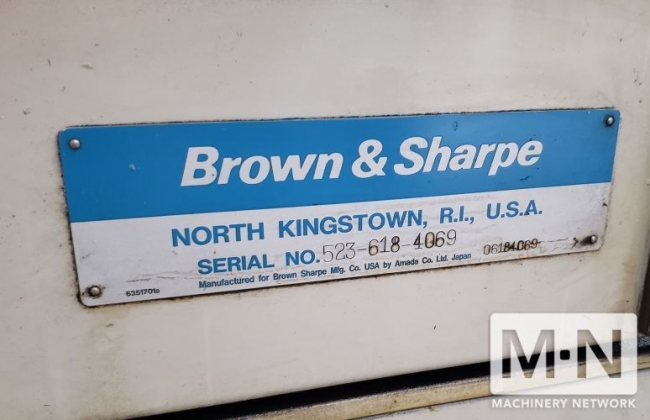 Brown & Sharpe
NORTH KINGSTOWN, R.I., U.S.A.
SERIAL NO. 523-618-4069 06184069
Manufactured for Brown Sharpe Mfg. Co. USA by Amada Co. Ltd. Japan
6351701a
M·N
MACHINERY NETWORK